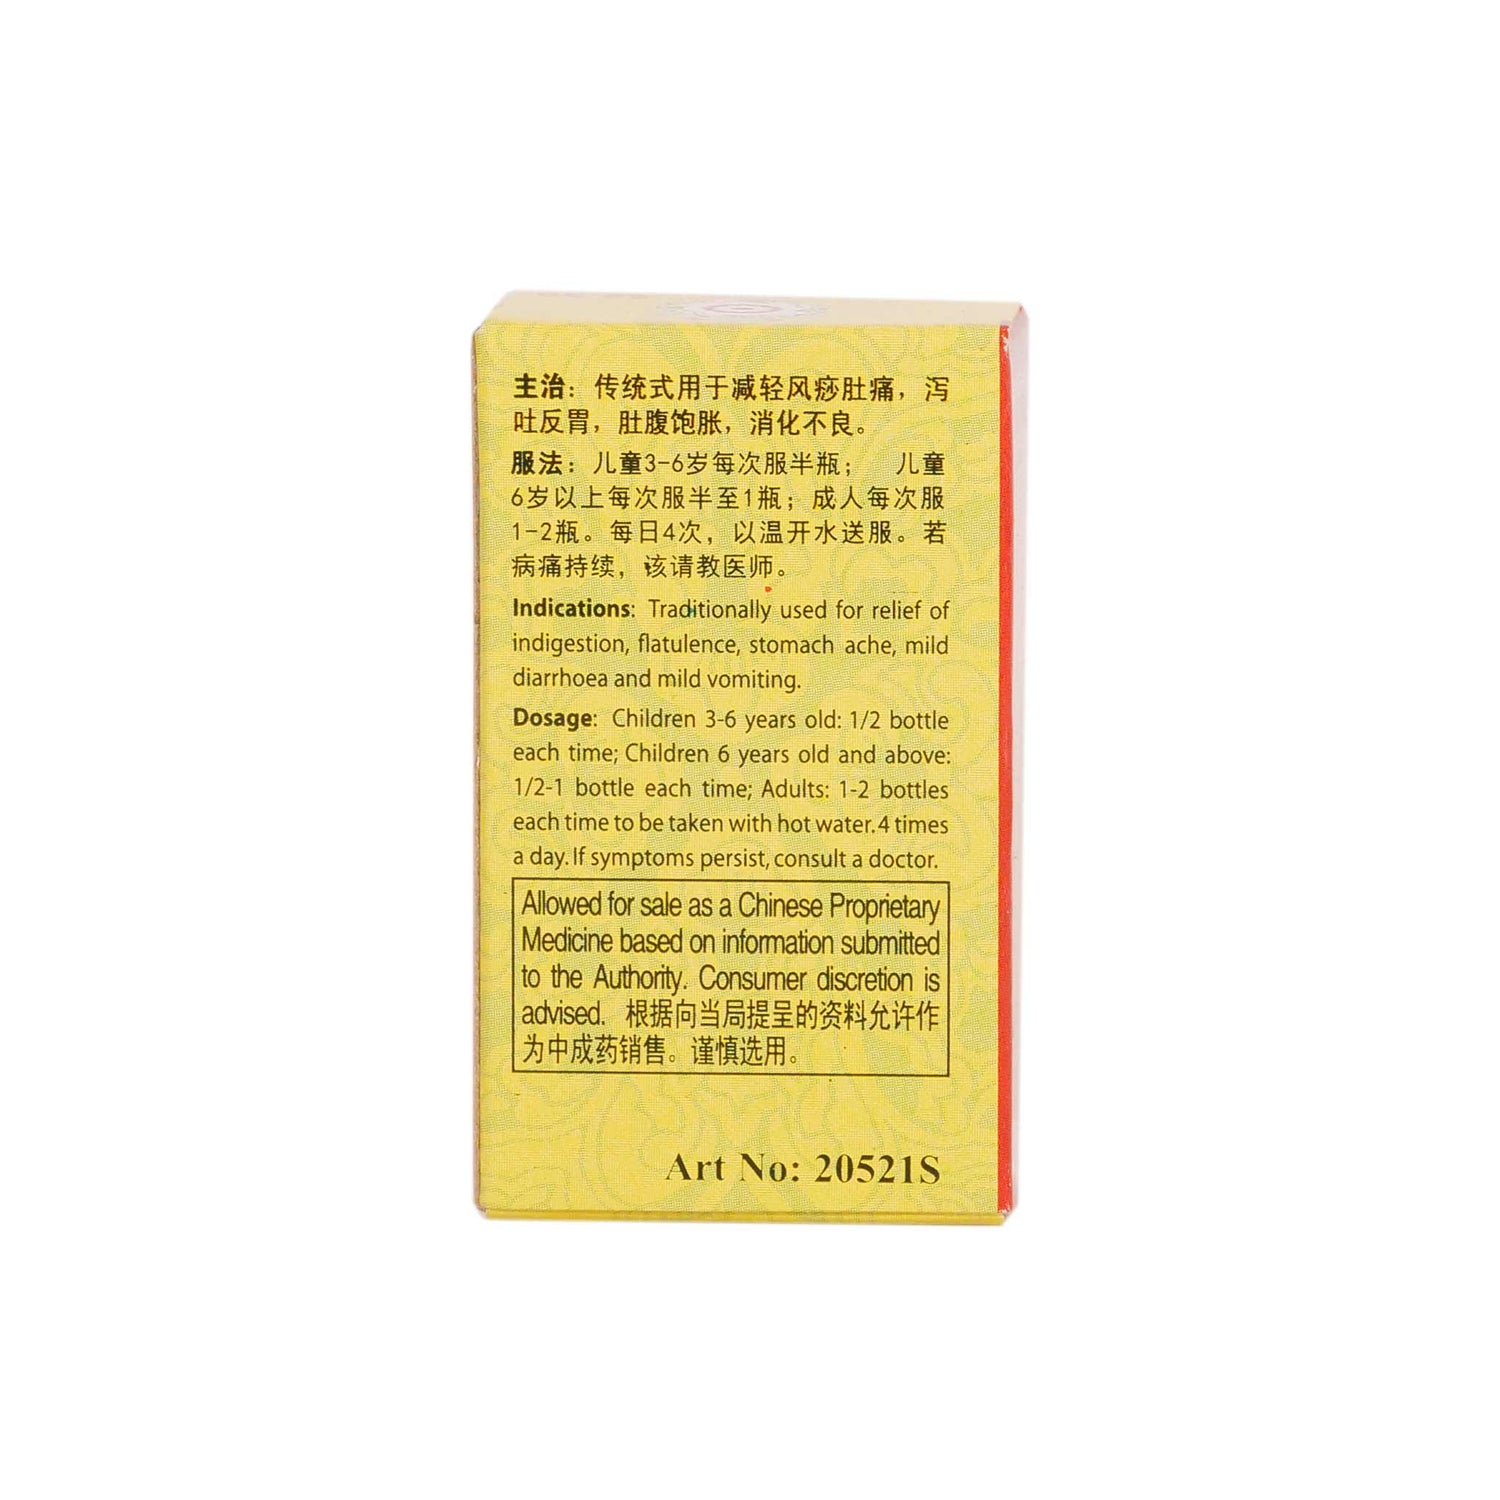 主治：传统式用于减轻风痧肚痛，泻
吐反胃，肚腹饱胀，消化不良。
服法：儿童3-6岁每次服半瓶； 儿童
6岁以上每次服半至1瓶；成人每次服
1-2瓶。每日4次，以温开水送服。若
病痛持续，该请教医师。
Indications: Traditionally used for relief of
indigestion, flatulence, stomach ache, mild
diarrhoea and mild vomiting.
Dosage: Children 3-6 years old: 1/2 bottle
each time; Children 6 years old and above:
1/2-1 bottle each time; Adults: 1-2 bottles
each time to be taken with hot water. 4 times
a day. If symptoms persist, consult a doctor.
Allowed for sale as a Chinese Proprietary
Medicine based on information submitted
to the Authority. Consumer discretion is
advised. 根据向当局提呈的资料允许作
为中成药销售。谨慎选用。
Art No: 20521S